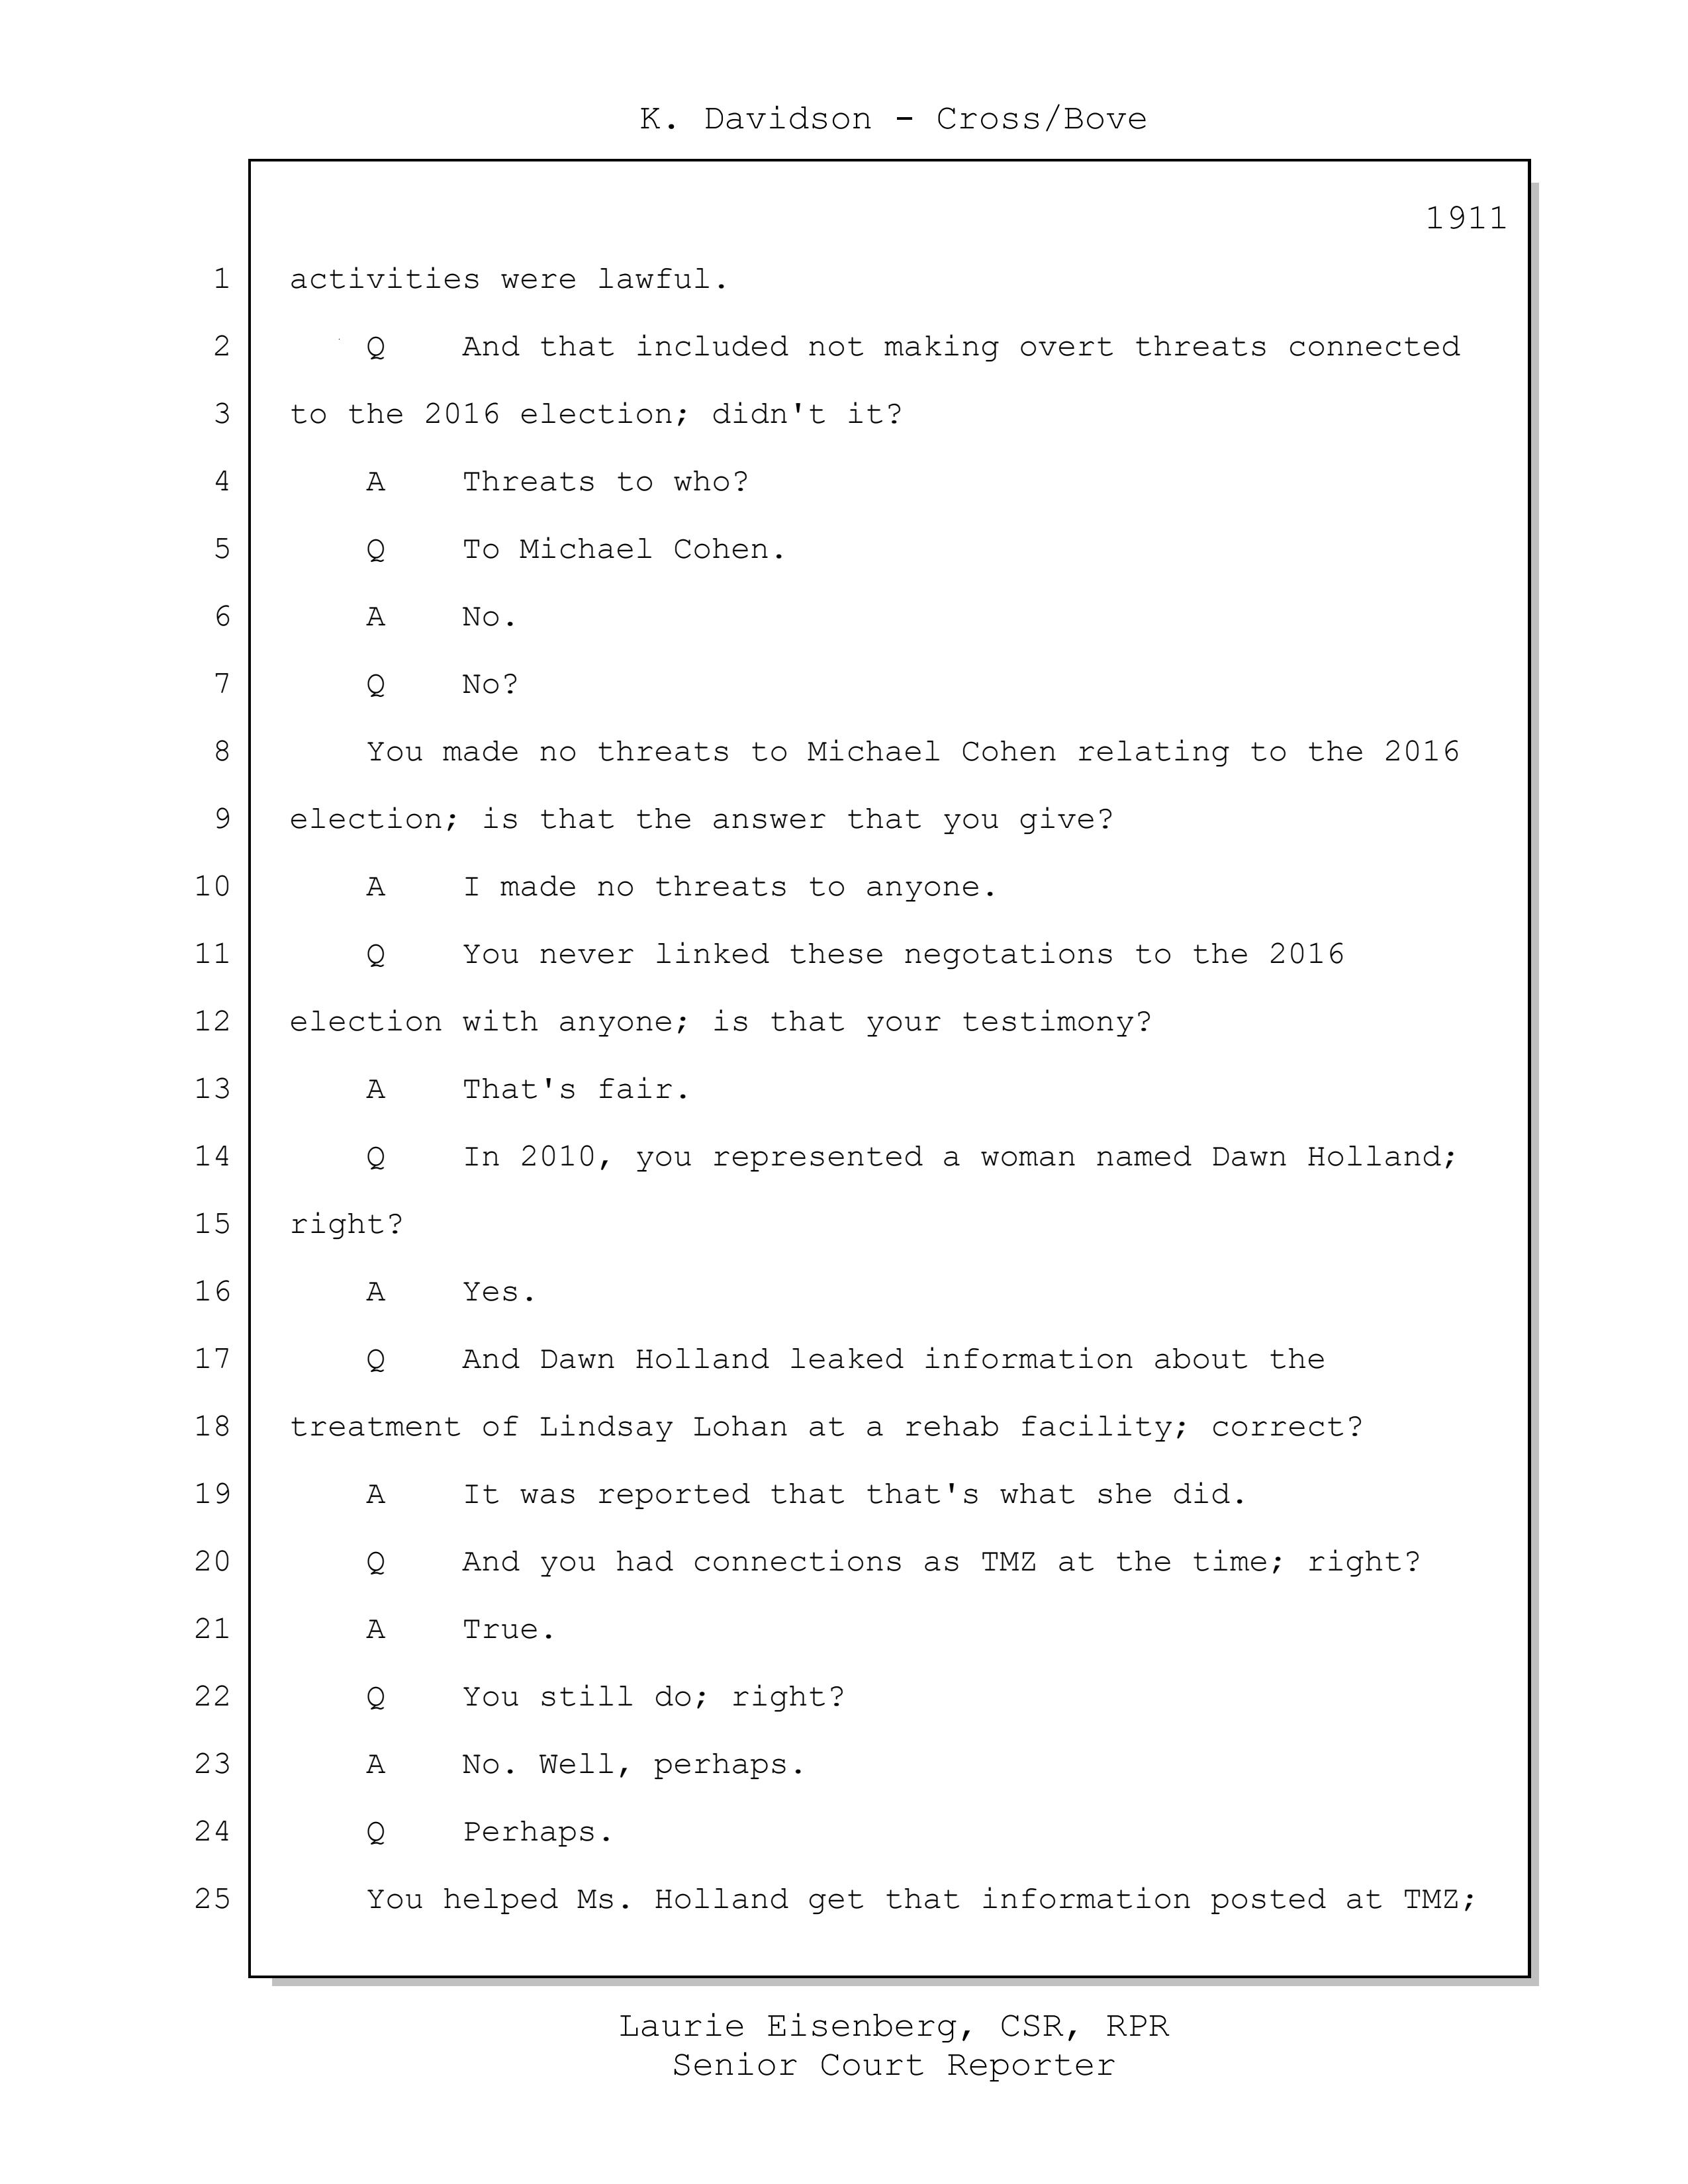 K. Davidson - Cross/Bove
1911
1 activities were lawful.
2 Q And that included not making overt threats connected
3 to the 2016 election; didn't it?
4 A Threats to who?
5 Q To Michael Cohen.
6 A No.
7 Q No?
8 You made no threats to Michael Cohen relating to the 2016
9 election; is that the answer that you give?
10 A I made no threats to anyone.
11 Q You never linked these negotations to the 2016
12 election with anyone; is that your testimony?
13 A That's fair.
14 Q In 2010, you represented a woman named Dawn Holland;
15 right?
16 A Yes.
17 Q And Dawn Holland leaked information about the
18 treatment of Lindsay Lohan at a rehab facility; correct?
19 A It was reported that that's what she did.
20 Q And you had connections as TMZ at the time; right?
21 A True.
22 Q You still do; right?
23 A No. Well, perhaps.
24 Q Perhaps.
25 You helped Ms. Holland get that information posted at TMZ;
Laurie Eisenberg, CSR, RPR
Senior Court Reporter